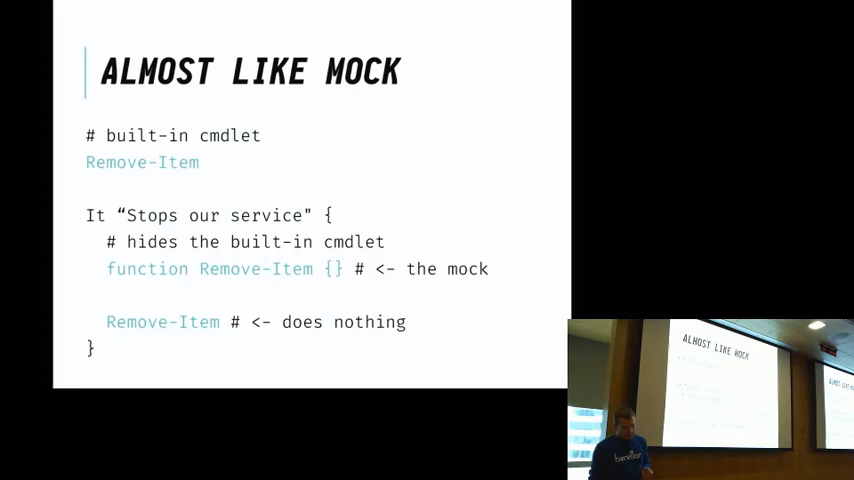 ALMOST LIKE MOCK
# built-in cmdlet
Remove-Item
It “Stops our service" {
# hides the built-in cmdlet
function Remove-Item {} # <- the mock
Remove-Item # <- does nothing
}
ALMOST LIKE MOCK